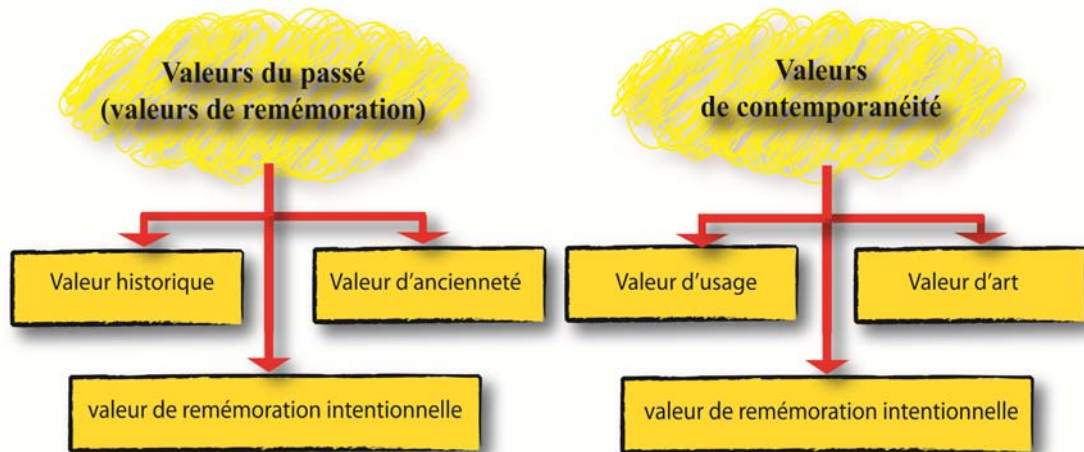 Valeurs du passé
(valeurs de remémoration)
Valeurs
de contemporanéité
Valeur historique
Valeur d'ancienneté
Valeur d'usage
Valeur d'art
valeur de remémoration intentionnelle
valeur de remémoration intentionnelle